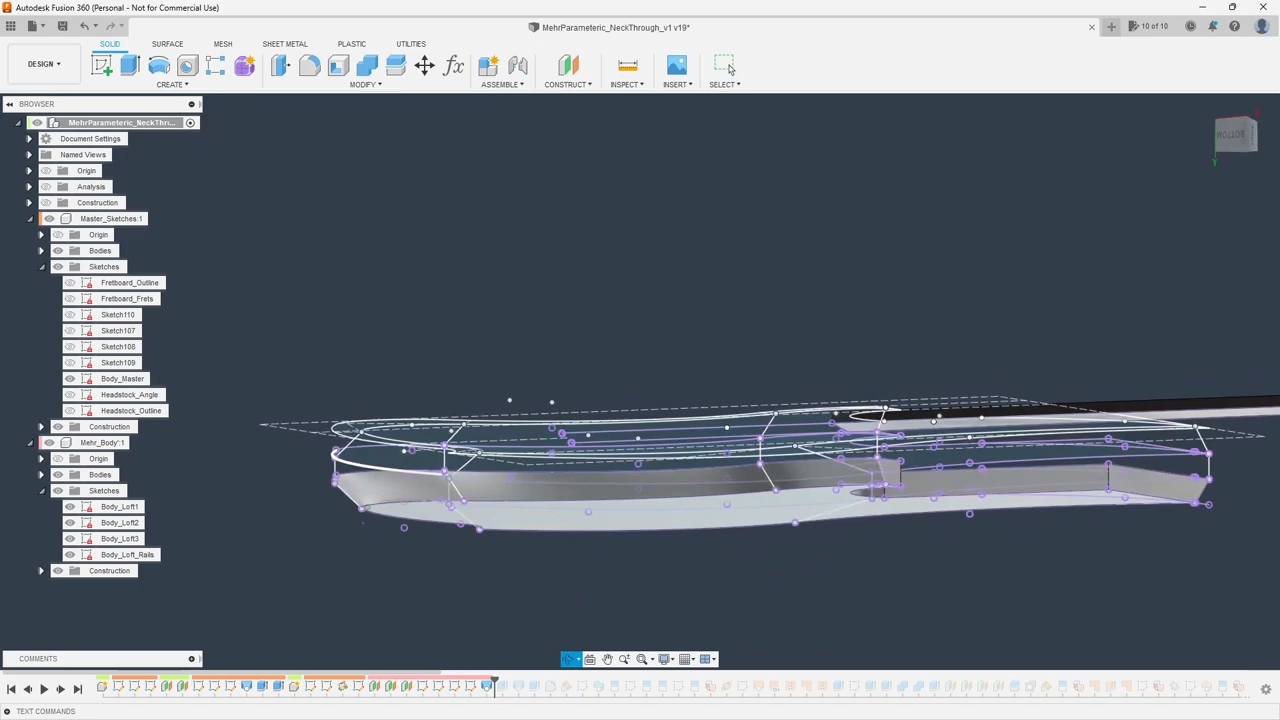 Autodesk Fusion 360 (Personal - Not for Commercial Use)
MehrParameteric_NeckThrough_v1 v19*
10 of 10
DESIGN
SOLID
SURFACE
MESH
SHEET METAL
PLASTIC
UTILITIES
CREATE
MODIFY
ASSEMBLE
CONSTRUCT
INSPECT
INSERT
SELECT
BROWSER
MehrParameteric_NeckThr...
Document Settings
Named Views
Origin
Analysis
Construction
Master_Sketches:1
Origin
Bodies
Sketches
Fretboard_Outline
Fretboard_Frets
Sketch110
Sketch107
Sketch108
Sketch109
Body_Master
Headstock_Angle
Headstock_Outline
Construction
Mehr_Body':1
Origin
Bodies
Sketches
Body_Loft1
Body_Loft2
Body_Loft3
Body_Loft_Rails
Construction
BOTTOM
Y
COMMENTS
TEXT COMMANDS